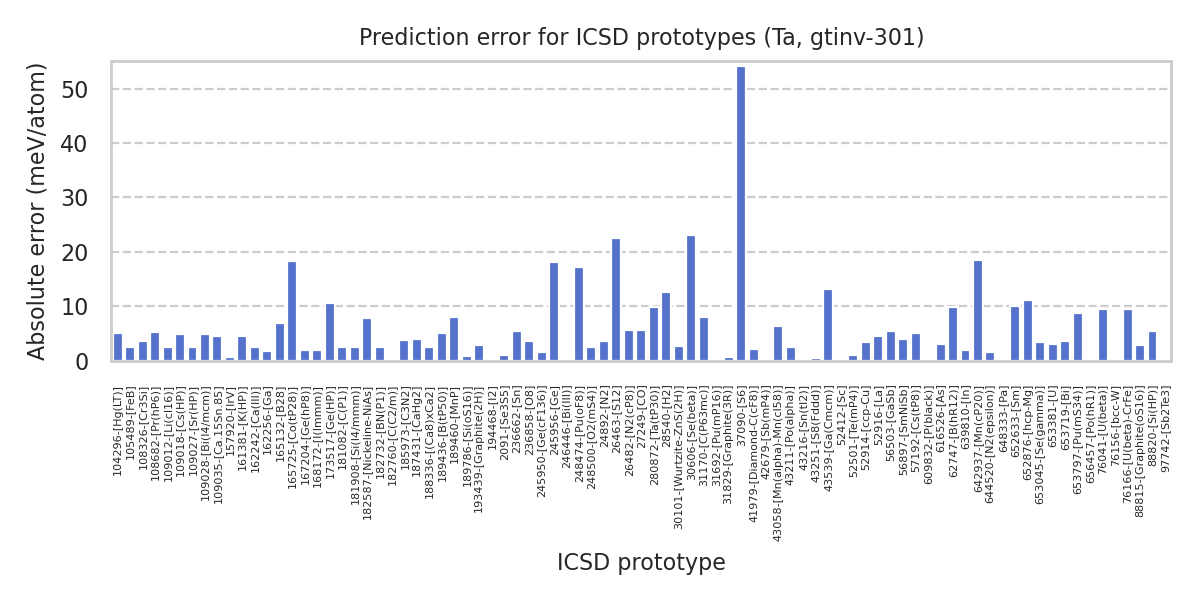 Prediction error for ICSD prototypes (Ta, gtinv-301)
Absolute error (meV/atom)
50
40
30
20
10
0
104296-[Hg(LT)]
105489-[FeB]
108326-[Cr3Si]
108682-[Pr(hP6)]
109012-[Li(cI16)]
109018-[Cs(HP)]
109027-[Sr(HP)]
109028-[Bi(I4/mcm)]
109035-[Ca.15Sn.85]
157920-[IrV]
161381-[K(HP)]
162242-[Ca(III)]
162256-[Ga]
165132-[B28]
165725-[Co(tP28)]
167204-[Ge(hP8)]
168172-[I(Immm)]
173517-[Ge(HP)]
181082-[C(P1)]
181908-[Si(I4/mmm)]
182587-[Nickeline-NiAs]
182732-[BN(P1)]
182760-[C(C2/m)]
185973-[C3N2]
187431-[CaHg2]
188336-[(Ca8)xCa2]
189436-[B(tP50)]
189460-[MnP]
189786-[Si(oS16)]
193439-[Graphite(2H)]
194468-[I2]
2091-[Se3S5]
236662-[Sn]
236858-[O8]
245950-[Ge(cF136)]
245956-[Ge]
246446-[Bi(III)]
248474-[Pu(oF8)]
248500-[O2(mS4)]
24892-[N2]
26463-[S12]
26482-[N2(cP8)]
27249-[CO]
280872-[Ta(tP30)]
28540-[H2]
30101-[Wurtzite-ZnS(2H)]
30606-[Se(beta)]
31170-[C(P63mc)]
31692-[Pu(mP16)]
31829-[Graphite(3R)]
37090-[S6]
41979-[Diamond-C(cF8)]
42679-[Sb(mP4)]
43058-[Mn(alpha)-Mn(cI58)]
43211-[Po(alpha)]
43216-[Sn(tI2)]
43251-[S8(Fddd)]
43539-[Ga(Cmcm)]
52412-[Sc]
52501-[Te(mP4)]
52914-[ccp-Cu]
52916-[La]
56503-[GaSb]
56897-[SmNiSb]
57192-[Cs(tP8)]
609832-[P(black)]
616526-[As]
62747-[B(hR12)]
639810-[In]
642937-[Mn(cP20)]
644520-[N2(epsilon)]
648333-[Pa]
652633-[Sm]
652876-[hcp-Mg]
653045-[Se(gamma)]
653381-[U]
653719-[Bi]
653797-[Pu(mS34)]
656457-[Po(hR1)]
76041-[U(beta)]
76156-[bcc-W]
76166-[U(beta)-CrFe]
88815-[Graphite(oS16)]
88820-[Si(HP)]
97742-[Sb2Te3]
ICSD prototype